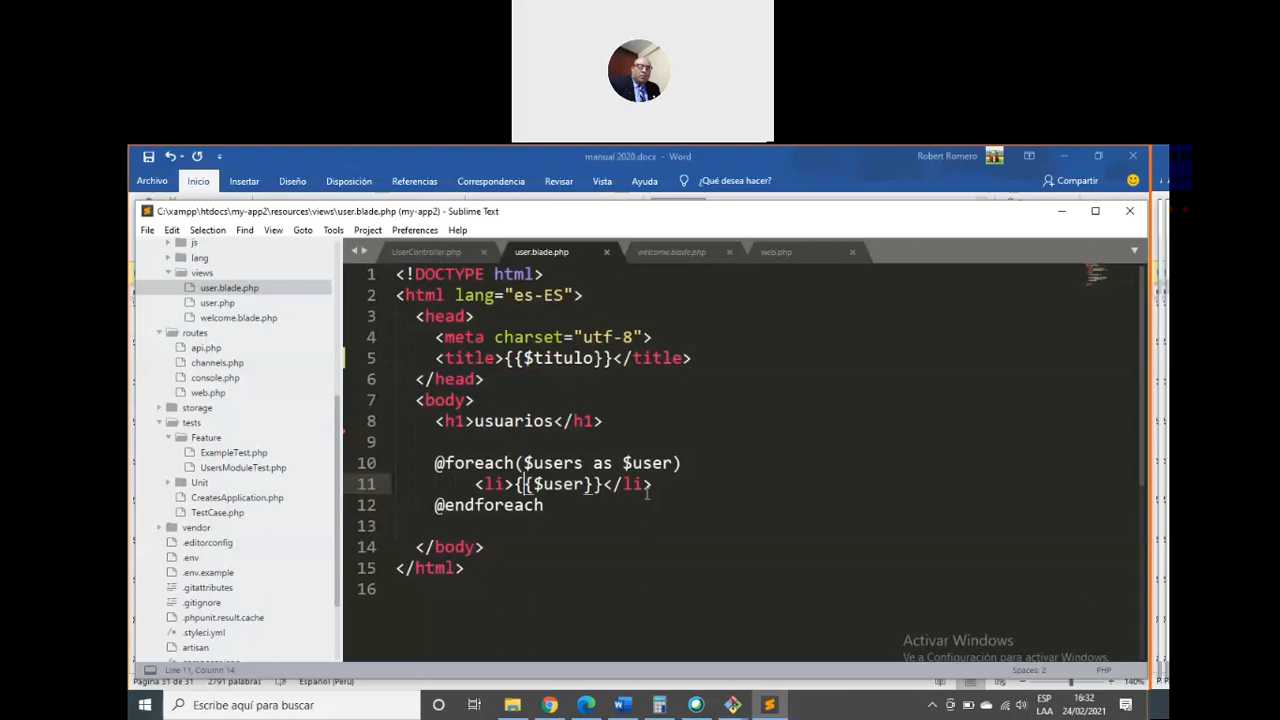 manual 2020.docx - Word
Robert Romero
Archivo Inicio Insertar Diseño Disposición Referencias Correspondencia Revisar Vista Ayuda ¿Qué desea hacer? Compartir
C:\xampp\htdocs\my-app2\resources\views\user.blade.php (my-app2) - Sublime Text
File Edit Selection Find View Goto Tools Project Preferences Help
js
lang
views
user.blade.php
user.php
welcome.blade.php
routes
api.php
channels.php
console.php
web.php
storage
tests
Feature
ExampleTest.php
UsersModuleTest.php
Unit
CreatesApplication.php
TestCase.php
vendor
.editorconfig
.env
.env.example
.gitattributes
.gitignore
.phpunit.result.cache
.styleci.yml
artisan
UserController.php user.blade.php welcome.blade.php web.php
1 <!DOCTYPE html>
2 <html lang="es-ES">
3 <head>
4 <meta charset="utf-8">
5 <title>{{$titulo}}</title>
6 </head>
7 <body>
8 <h1>usuarios</h1>
9
10 @foreach($users as $user)
11 <li>{{$user}}</li>
12 @endforeach
13
14 </body>
15 </html>
16
Activar Windows
Ve a Configuración para activar Windows.
Line 11, Column 14 Spaces: 2 PHP
Página 31 de 31 2791 palabras Español (Perú) 140%
Escribe aquí para buscar
ESP
LAA
16:32
24/02/2021